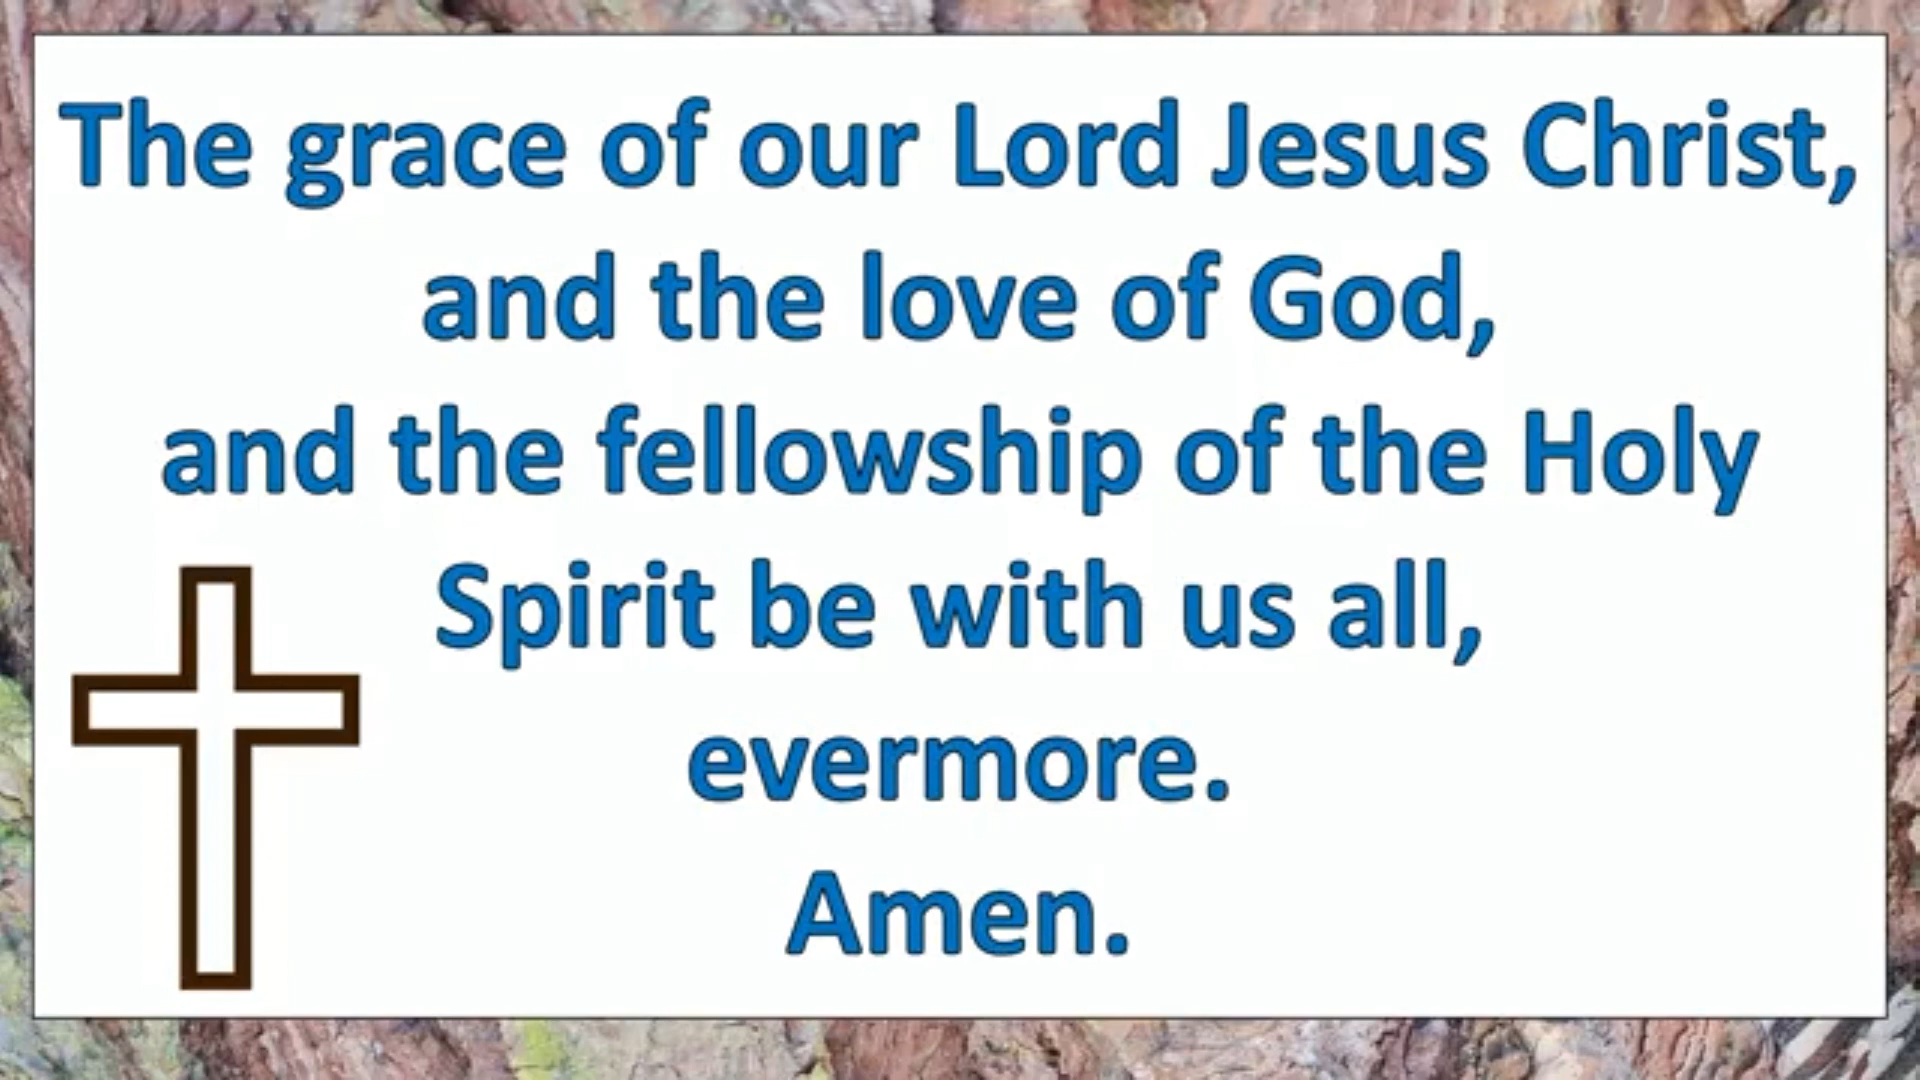 The grace of our Lord Jesus Christ,
and the love of God,
and the fellowship of the Holy
Spirit be with us all,
evermore.
Amen.